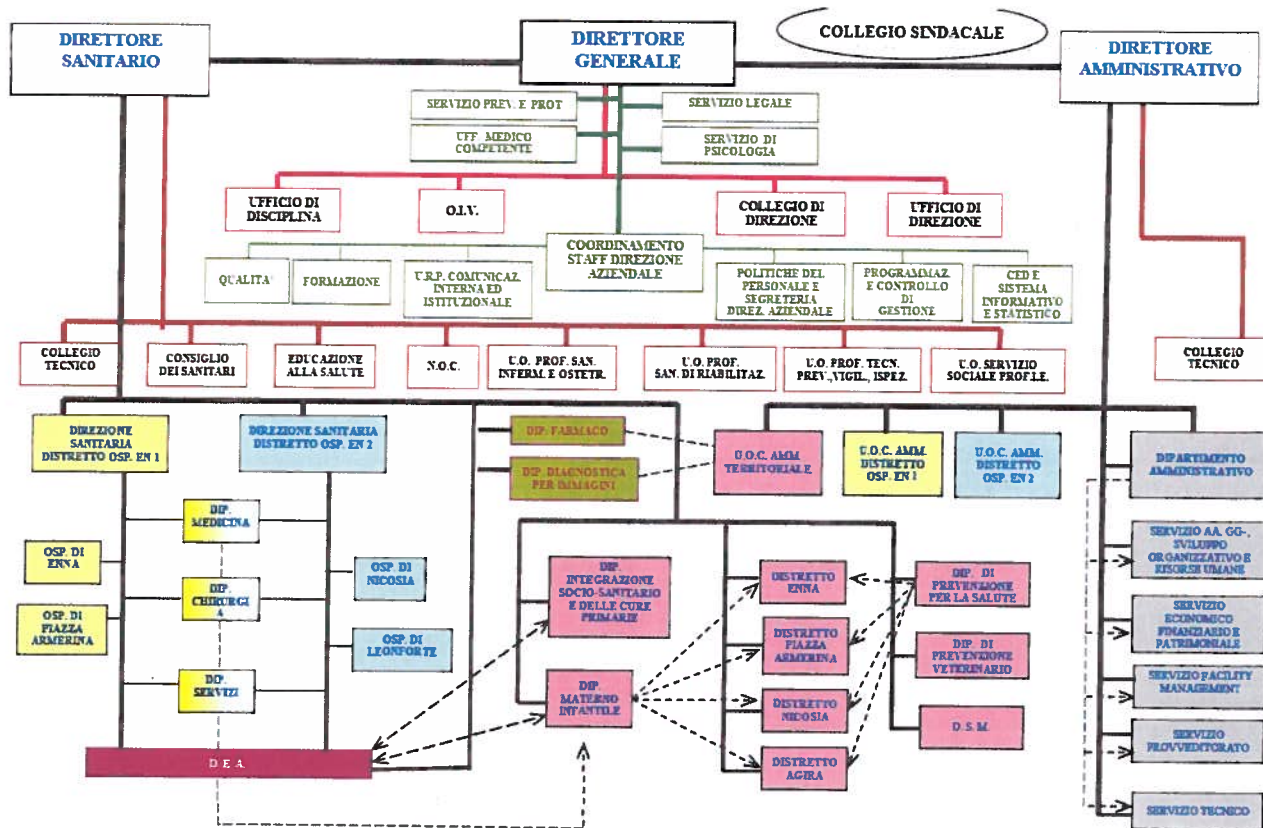 DIRETTORE
SANITARIO
DIRETTORE
GENERALE
COLLEGIO SINDACALE
DIRETTORE
AMMINISTRATIVO
SERVIZIO PREV. E PROT
SERVIZIO LEGALE
UFF. MEDICO
COMPETENTE
SERVIZIO DI
PSICOLOGIA
UFFICIO DI
DISCIPLINA
O.I.V.
COLLEGIO DI
DIREZIONE
UFFICIO DI
DIREZIONE
COORDINAMENTO
STAFF DIREZIONE
AZIENDALE
QUALITA'
FORMAZIONE
U.R.P. COMUNICAZ.
INTERNA ED
ISTITUZIONALE
POLITICHE DEL
PERSONALE E
SEGRETERIA
DIREZ. AZIENDALE
PROGRAMMAZ.
E CONTROLLO
DI
GESTIONE
CED E
SISTEMA
INFORMATIVO
E STATISTICO
COLLEGIO
TECNICO
CONSIGLIO
DEI SANITARI
EDUCAZIONE
ALLA SALUTE
N.O.C.
U.O. PROF. SAN.
INFERM. E OSTETR.
U.O. PROF.
SAN. DI RIABILITAZ.
U.O. PROF. TECN.
PREV.,VIGIL., ISPEZ.
U.O. SERVIZIO
SOCIALE PROF.LE.
COLLEGIO
TECNICO
DIREZIONE
SANITARIA
DISTRETTO OSP. EN 1
DIREZIONE SANITARIA
DISTRETTO OSP. EN 2
DIP. FARMACO
DIP. DIAGNOSTICA
PER IMMAGINI
U.O.C. AMM.
TERRITORIALE
U.O.C. AMM.
DISTRETTO
OSP. EN 1
U.O.C. AMM.
DISTRETTO
OSP. EN 2
DIPARTIMENTO
AMMINISTRATIVO
DIP.
MEDICINA
OSP. DI
ENNA
OSP. DI
NICOSIA
DIP.
CHIRURGI
A
OSP. DI
PIAZZA
ARMERINA
OSP. DI
LEONFORTE
DIP.
SERVIZI
D.E.A.
DIP.
INTEGRAZIONE
SOCIO-SANITARIO
E DELLE CURE
PRIMARIE
DIP.
MATERNO
INFANTILE
DISTRETTO
ENNA
DISTRETTO
PIAZZA
ARMERINA
DISTRETTO
NICOSIA
DISTRETTO
AGIRA
DIP. DI
PREVENZIONE
PER LA SALUTE
DIP. DI
PREVENZIONE
VETERINARIO
D.S.M.
SERVIZIO AA. GG-,
SVILUPPO
ORGANIZZATIVO E
RISORSE UMANE
SERVIZIO
ECONOMICO
FINANZIARIO E
PATRIMONIALE
SERVIZIO FACILITY
MANAGEMENT
SERVIZIO
PROVVEDITORATO
SERVIZIO TECNICO